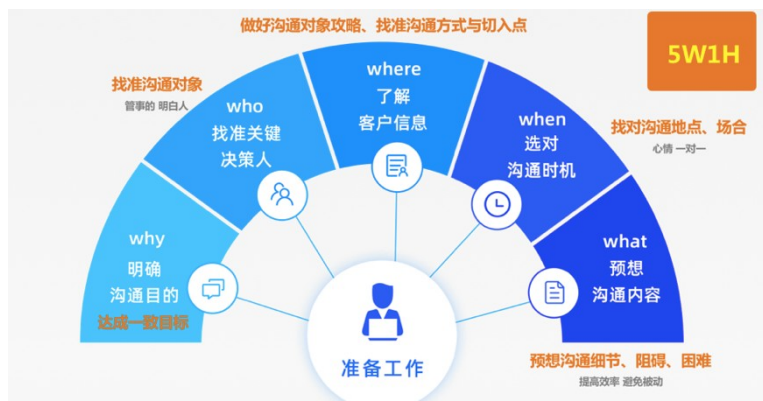 做好沟通对象攻略、找准沟通方式与切入点
5W1H
找准沟通对象
管事的 明白人
who
找准关键
决策人
where
了解
客户信息
when
选对
沟通时机
找对沟通地点、场合
心情 一对一
why
明确
沟通目的
达成一致目标
what
预想
沟通内容
准备工作
预想沟通细节、阻碍、困难
提高效率 避免被动